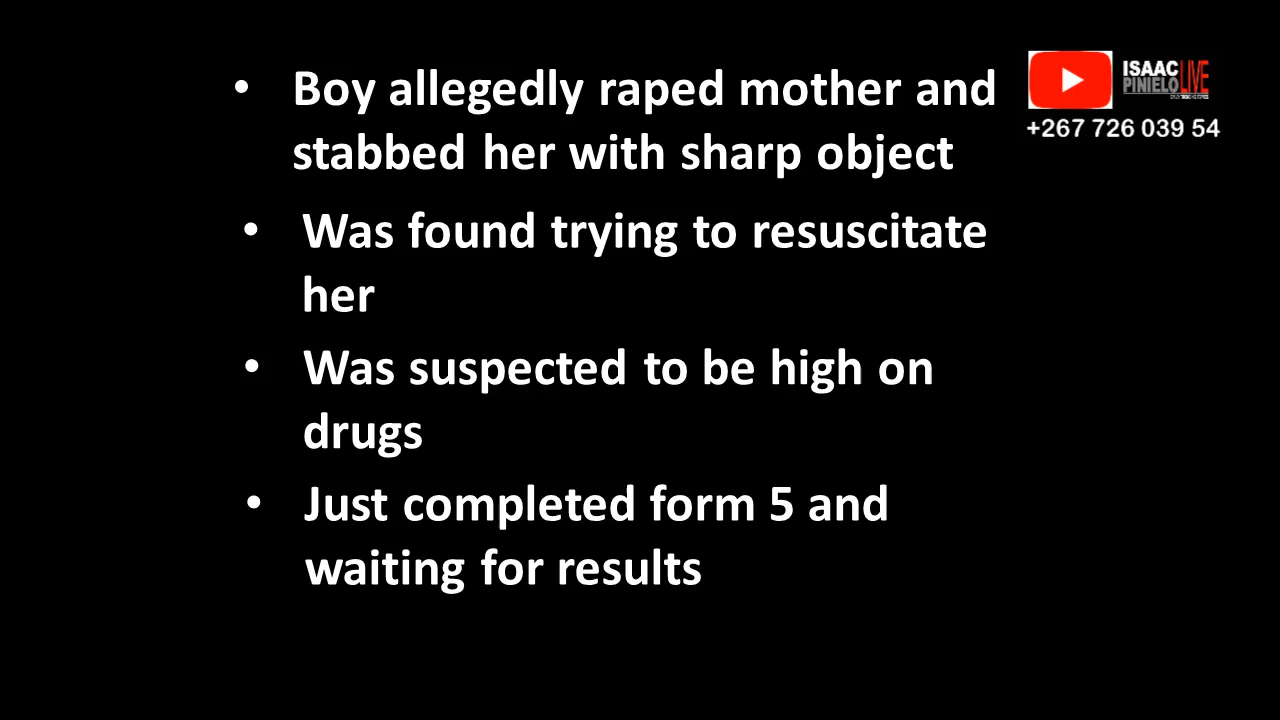 • Boy allegedly raped mother and
stabbed her with sharp object
• Was found trying to resuscitate
her
• Was suspected to be high on
drugs
• Just completed form 5 and
waiting for results
ISAAC
PINIELO LIVE
+267 726 039 54